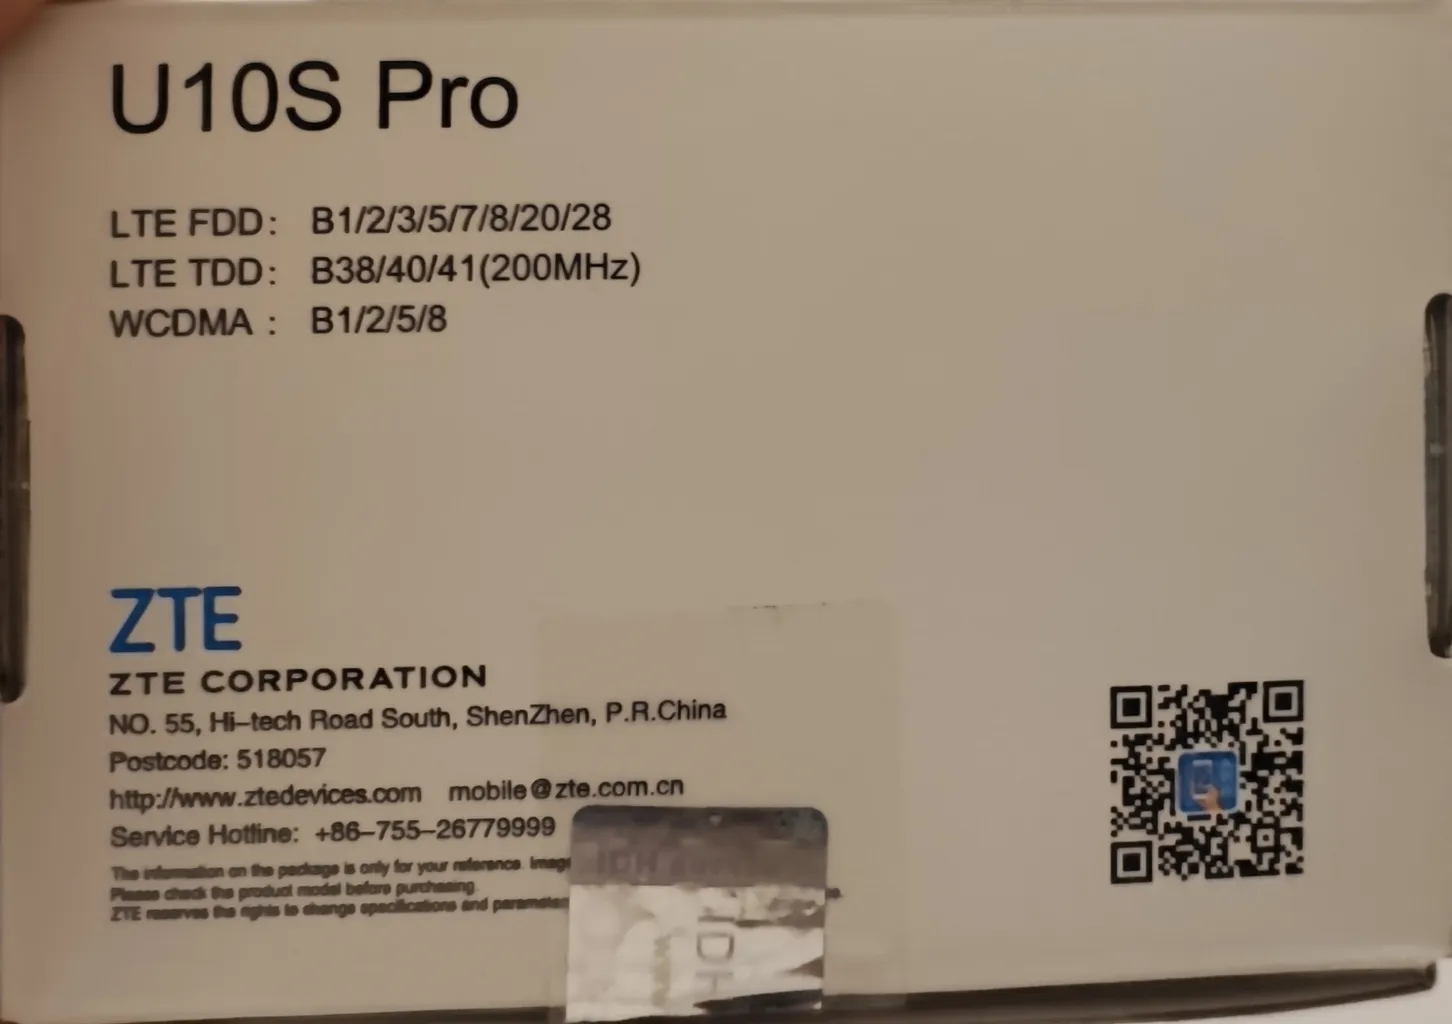 U10S Pro
LTE FDD: B1/2/3/5/7/8/20/28
LTE TDD: B38/40/41(200MHz)
WCDMA : B1/2/5/8
ZTE
ZTE CORPORATION
NO. 55, Hi-tech Road South, ShenZhen, P.R.China
Postcode: 518057
http://www.ztedevices.com mobile@zte.com.cn
Service Hotline: +86-755-26779999
The information on the package is only for your reference. Image
Please check the product model before purchasing.
ZTE reserves the rights to change specifications and
IDH
IDH